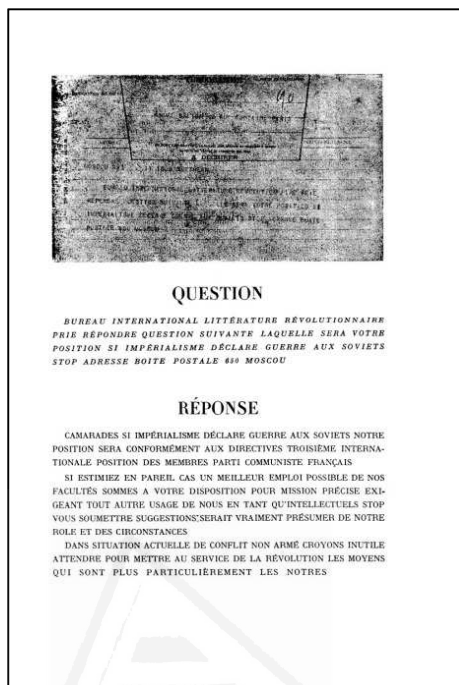 190
A DÉCHIRER
QUESTION
BUREAU INTERNATIONAL LITTÉRATURE RÉVOLUTIONNAIRE
PRIE RÉPONDRE QUESTION SUIVANTE LAQUELLE SERA VOTRE
POSITION SI IMPÉRIALISME DÉCLARE GUERRE AUX SOVIETS
STOP ADRESSE BOITE POSTALE 650 MOSCOU
RÉPONSE
CAMARADES SI IMPÉRIALISME DÉCLARE GUERRE AUX SOVIETS NOTRE
POSITION SERA CONFORMÉMENT AUX DIRECTIVES TROISIÈME INTERNA-
TIONALE POSITION DES MEMBRES PARTI COMMUNISTE FRANÇAIS
SI ESTIMIEZ EN PAREIL CAS UN MEILLEUR EMPLOI POSSIBLE DE NOS
FACULTÉS SOMMES A VOTRE DISPOSITION POUR MISSION PRÉCISE EXI-
GEANT TOUT AUTRE USAGE DE NOUS EN TANT QU'INTELLECTUELS STOP
VOUS SOUMETTRE SUGGESTIONS SERAIT VRAIMENT PRÉSUMER DE NOTRE
ROLE ET DES CIRCONSTANCES
DANS SITUATION ACTUELLE DE CONFLIT NON ARMÉ CROYONS INUTILE
ATTENDRE POUR METTRE AU SERVICE DE LA RÉVOLUTION LES MOYENS
QUI SONT PLUS PARTICULIÈREMENT LES NOTRES